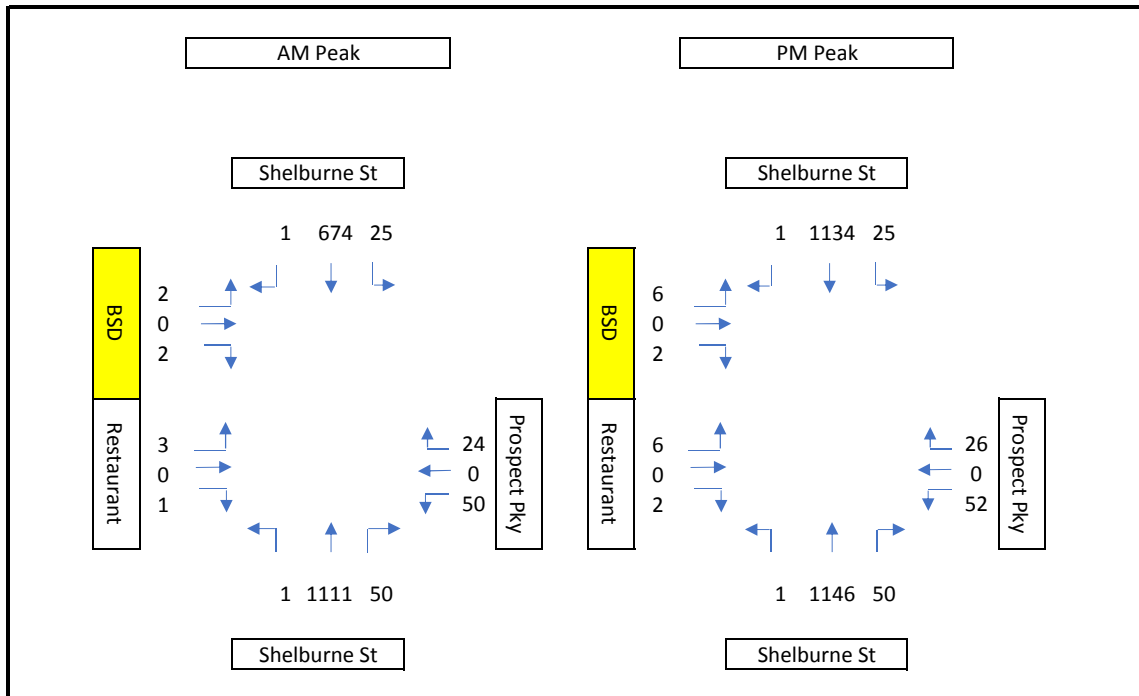 AM Peak
PM Peak
Shelburne St
Shelburne St
1 674 25
1 1134 25
BSD
2
0
2
BSD
6
0
2
Restaurant
3
0
1
Prospect Pky
24
0
50
Restaurant
6
0
2
Prospect Pky
26
0
52
1 1111 50
1 1146 50
Shelburne St
Shelburne St